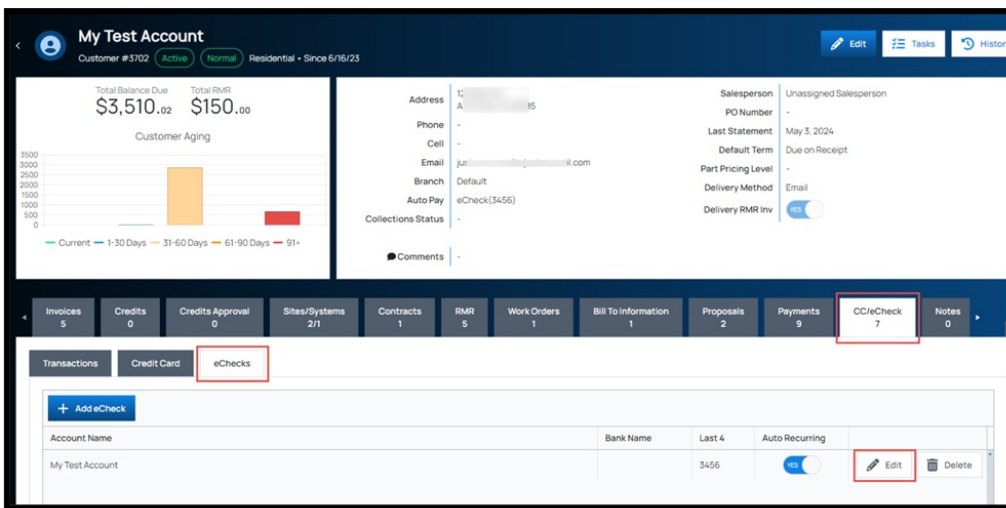 My Test Account
Customer #3702 Active Normal Residential • Since 6/16/23
Edit
Tasks
Histor
Total Balance Due
$3,510.02
Total RMR
$150.00
Customer Aging
3500
3000
2500
2000
1500
1000
500
0
Current 1-30 Days 31-60 Days 61-90 Days 91+
Address
Phone -
Cell -
Email
Branch Default
Auto Pay eCheck(3456)
Collections Status -
Comments -
Salesperson Unassigned Salesperson
PO Number -
Last Statement May 3, 2024
Default Term Due on Receipt
Part Pricing Level -
Delivery Method Email
Delivery RMR Inv YES
Invoices
5
Credits
0
Credits Approval
0
Sites/Systems
2/1
Contracts
1
RMR
5
Work Orders
1
Bill To Information
1
Proposals
2
Payments
9
CC/eCheck
7
Notes
0
Transactions
Credit Card
eChecks
+ Add eCheck
Account Name Bank Name Last 4 Auto Recurring
My Test Account 3456 YES Edit Delete